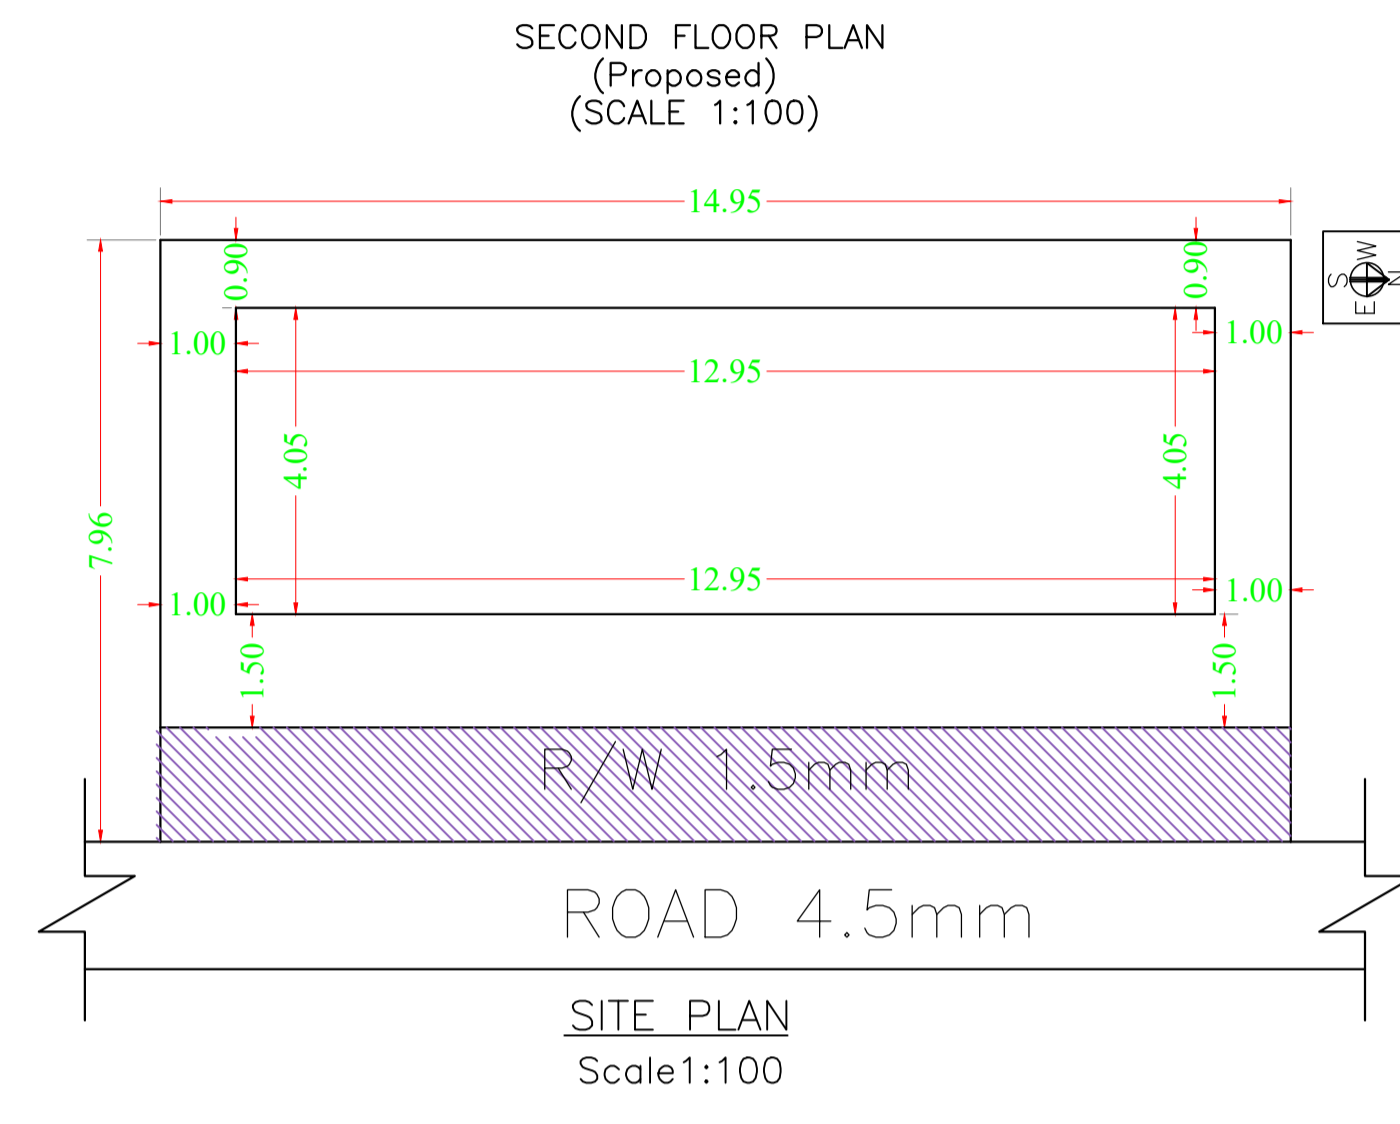 SECOND FLOOR PLAN
(Proposed)
(SCALE 1:100)
14.95
0.90
0.90
S
W
E
N
1.00
1.00
12.95
4.05
4.05
7.96
12.95
1.00
1.00
1.50
1.50
R/W 1.5mm
ROAD 4.5mm
SITE PLAN
Scale1:100